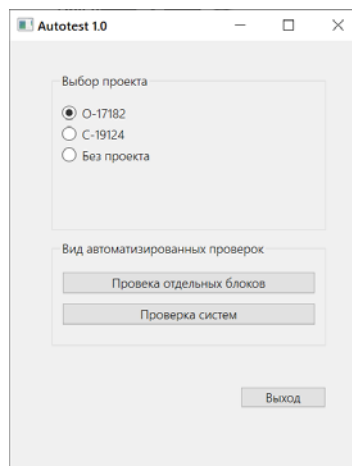 Autotest 1.0
Выбор проекта
О-17182
С-19124
Без проекта
Вид автоматизированных проверок
Провека отдельных блоков
Проверка систем
Выход